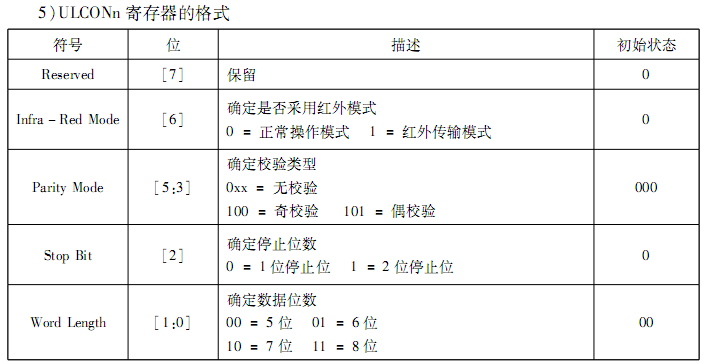 5)ULCONn 寄存器的格式
符号 位 描述 初始状态
Reserved [7] 保留 0
Infra-Red Mode [6] 确定是否采用红外模式 0
0 = 正常操作模式 1 = 红外传输模式
Parity Mode [5:3] 确定校验类型 000
0xx = 无校验
100 = 奇校验 101 = 偶校验
Stop Bit [2] 确定停止位数 0
0 = 1位停止位 1 = 2位停止位
Word Length [1:0] 确定数据位数 00
00 = 5位 01 = 6位
10 = 7位 11 = 8位